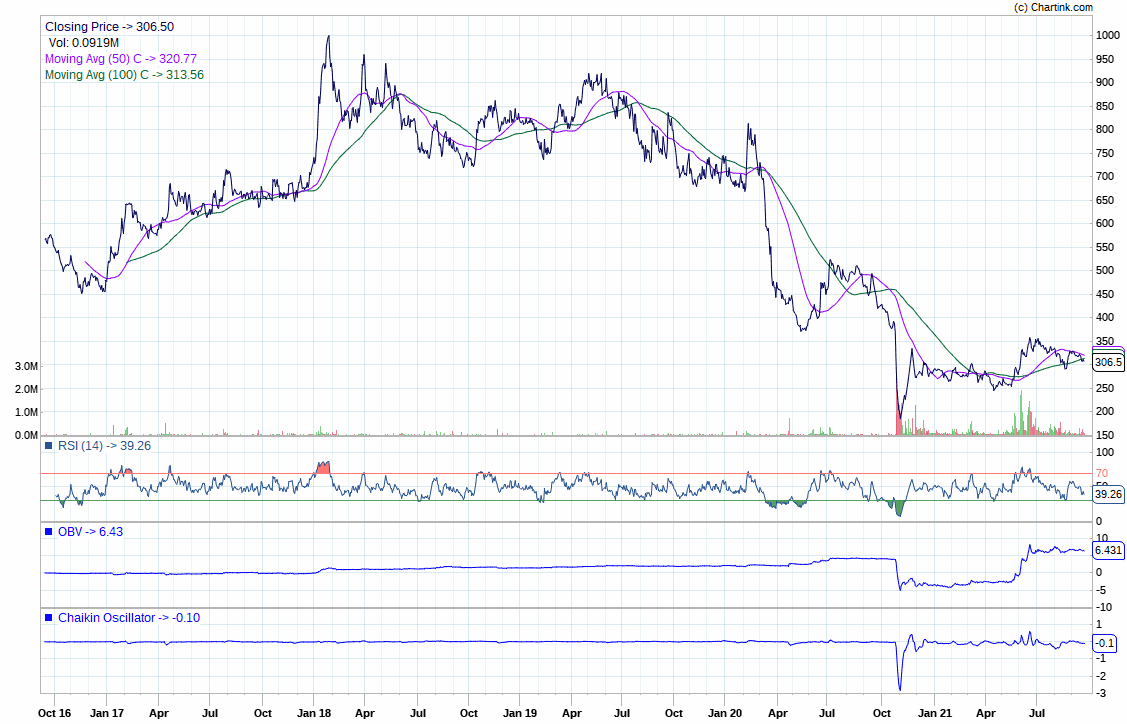 (c) Chartink.com
Closing Price -> 306.50
Vol: 0.0919M
Moving Avg (50) C -> 320.77
Moving Avg (100) C -> 313.56
1000
950
900
850
800
750
700
650
600
550
500
450
400
350
306.5
250
200
150
3.0M
2.0M
1.0M
0.0M
RSI (14) -> 39.26
100
70
50
39.26
0
OBV -> 6.43
10
6.431
0
-5
-10
Chaikin Oscillator -> -0.10
1
-0.1
-1
-2
-3
Oct 16 Jan 17 Apr Jul Oct Jan 18 Apr Jul Oct Jan 19 Apr Jul Oct Jan 20 Apr Jul Oct Jan 21 Apr Jul